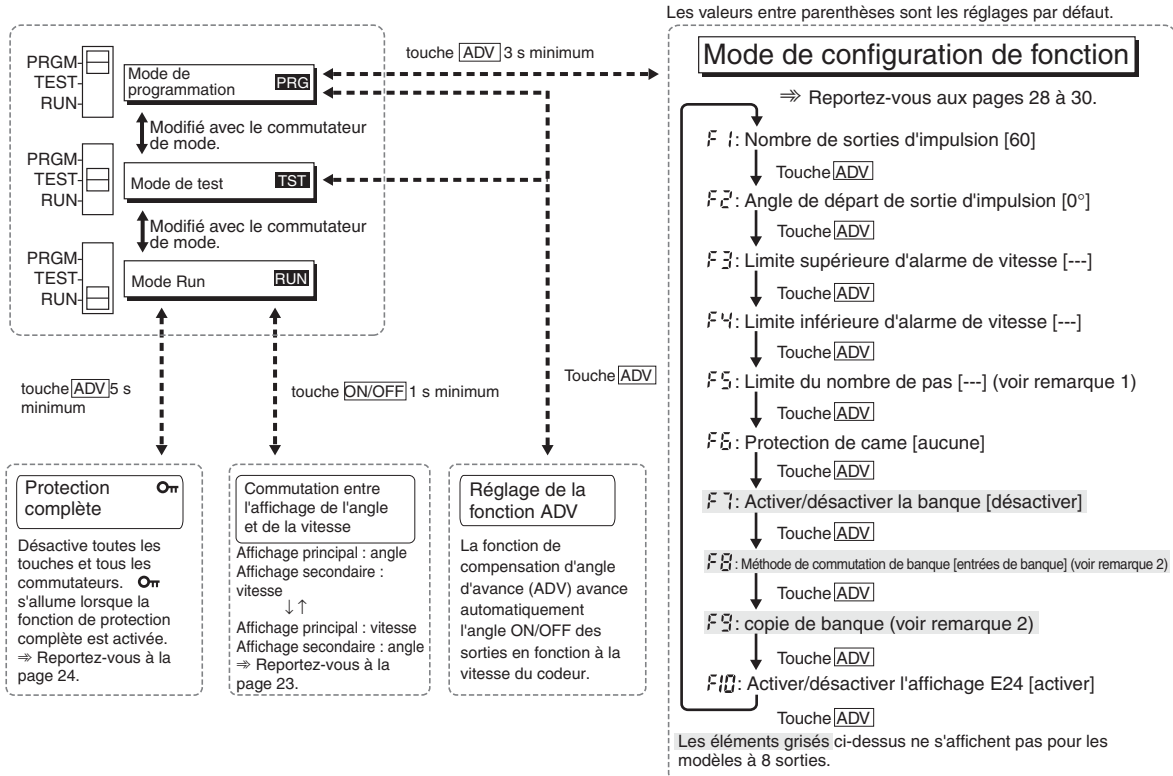 Les valeurs entre parenthèses sont les réglages par défaut.
PRGM
TEST
RUN
Mode de
programmation PRG
touche ADV 3 s minimum
Modifié avec le commutateur
de mode.
PRGM
TEST
RUN
Mode de test TST
Modifié avec le commutateur
de mode.
PRGM
TEST
RUN
Mode Run RUN
touche ADV 5 s
minimum
touche ON/OFF 1 s minimum
Touche ADV
Protection
complète
Désactive toutes les
touches et tous les
commutateurs.
s'allume lorsque la
fonction de protection
complète est activée.
⇒ Reportez-vous à la
page 24.
Commutation entre
l'affichage de l'angle
et de la vitesse
Affichage principal : angle
Affichage secondaire :
vitesse
↓↑
Affichage principal : vitesse
Affichage secondaire : angle
⇒ Reportez-vous à la
page 23.
Réglage de la
fonction ADV
La fonction de
compensation d'angle
d'avance (ADV) avance
automatiquement
l'angle ON/OFF des
sorties en fonction à la
vitesse du codeur.
Mode de configuration de fonction
⇒ Reportez-vous aux pages 28 à 30.
F1: Nombre de sorties d'impulsion [60]
Touche ADV
F2: Angle de départ de sortie d'impulsion [0°]
Touche ADV
F3: Limite supérieure d'alarme de vitesse [---]
Touche ADV
F4: Limite inférieure d'alarme de vitesse [---]
Touche ADV
F5: Limite du nombre de pas [---] (voir remarque 1)
Touche ADV
F6: Protection de came [aucune]
Touche ADV
F7: Activer/désactiver la banque [désactiver]
Touche ADV
F8: Méthode de commutation de banque [entrées de banque] (voir remarque 2)
Touche ADV
F9: copie de banque (voir remarque 2)
Touche ADV
F10: Activer/désactiver l'affichage E24 [activer]
Touche ADV
Les éléments grisés ci-dessus ne s'affichent pas pour les
modèles à 8 sorties.